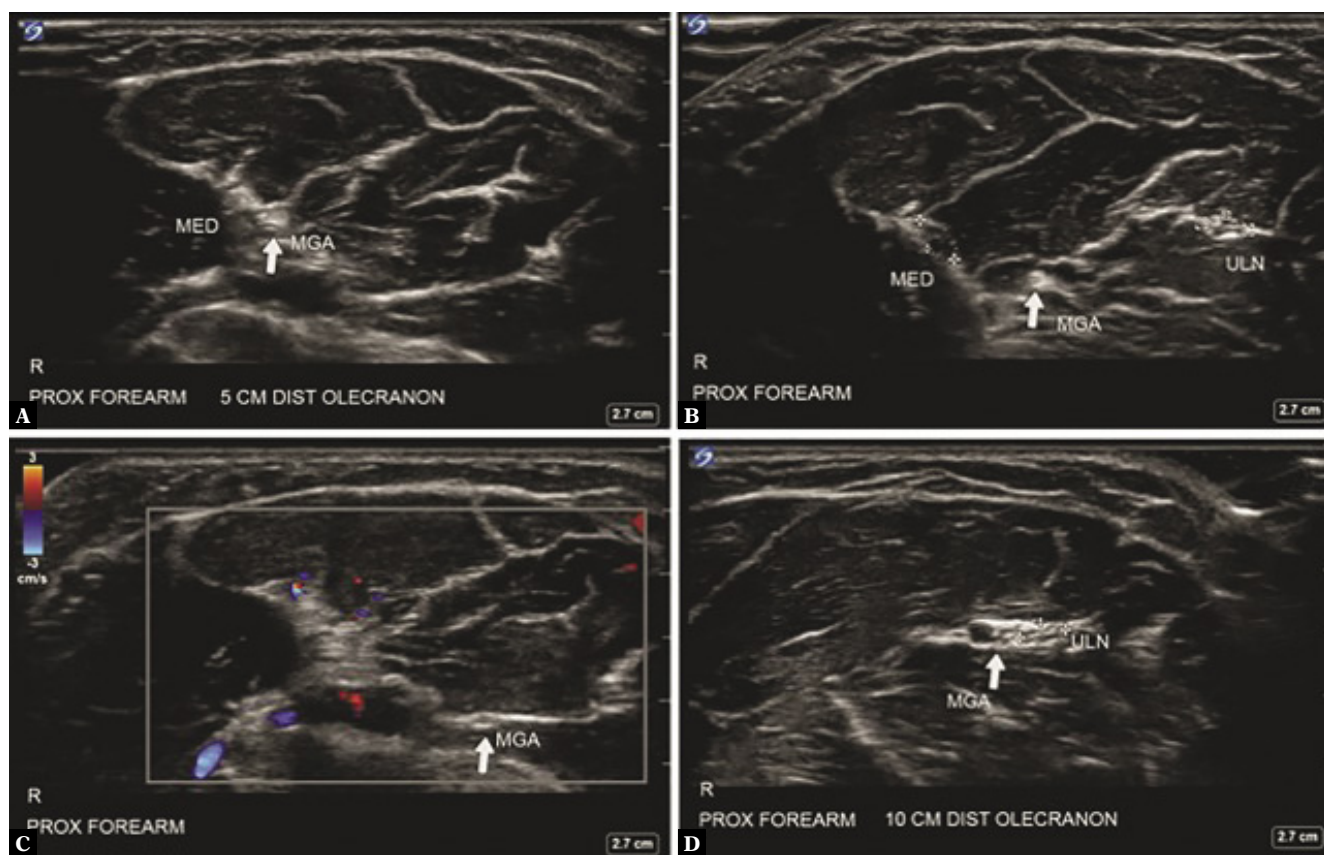 MED
MGA
R
PROX FOREARM 5 CM DIST OLECRANON
2.7 cm
A
MED
MGA
ULN
R
PROX FOREARM
2.7 cm
B
3
-3
cm/s
MGA
R
PROX FOREARM
2.7 cm
C
ULN
MGA
R
PROX FOREARM 10 CM DIST OLECRANON
2.7 cm
D